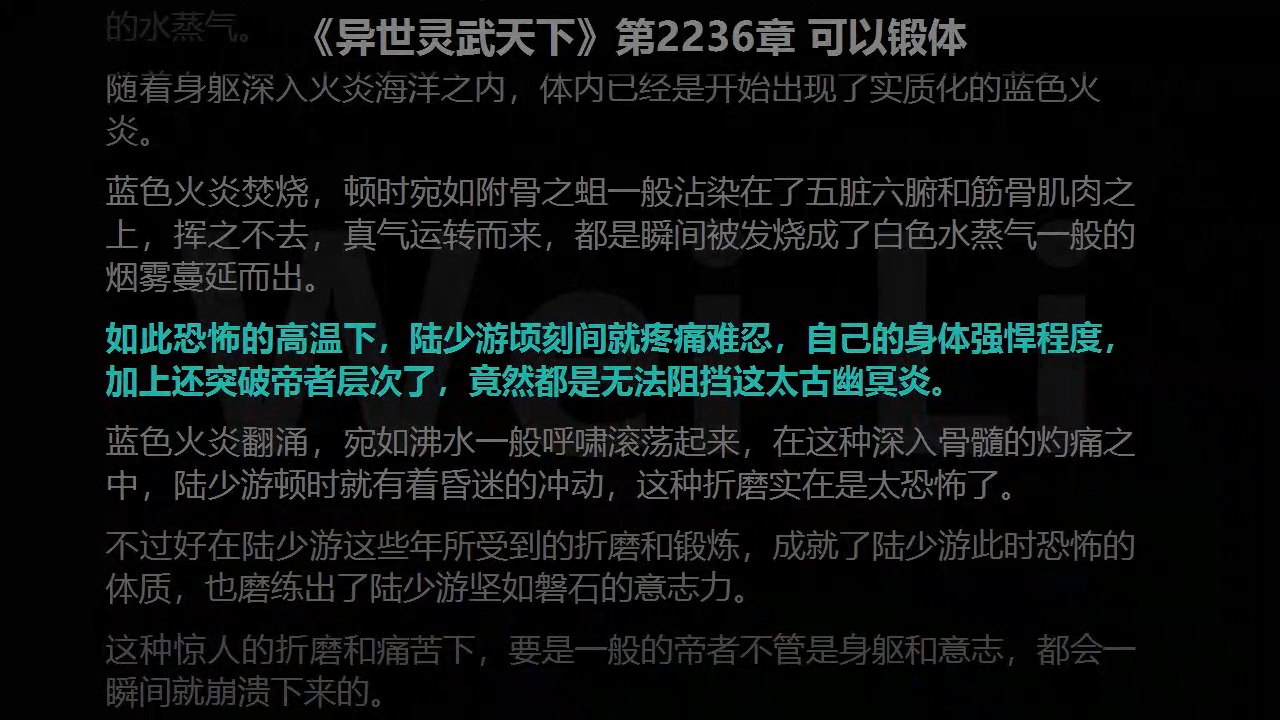 的水蒸气。
《异世灵武天下》第2236章 可以锻体
随着身躯深入火炎海洋之内，体内已经是开始出现了实质化的蓝色火
炎。
蓝色火炎焚烧，顿时宛如附骨之蛆一般沾染在了五脏六腑和筋骨肌肉之
上，挥之不去，真气运转而来，都是瞬间被发烧成了白色水蒸气一般的
烟雾蔓延而出。
如此恐怖的高温下，陆少游顷刻间就疼痛难忍，自己的身体强悍程度，
加上还突破帝者层次了，竟然都是无法阻挡这太古幽冥炎。
蓝色火炎翻涌，宛如沸水一般呼啸滚荡起来，在这种深入骨髓的灼痛之
中，陆少游顿时就有着昏迷的冲动，这种折磨实在是太恐怖了。
不过好在陆少游这些年所受到的折磨和锻炼，成就了陆少游此时恐怖的
体质，也磨练出了陆少游坚如磐石的意志力。
这种惊人的折磨和痛苦下，要是一般的帝者不管是身躯和意志，都会一
瞬间就崩溃下来的。
Wei Li